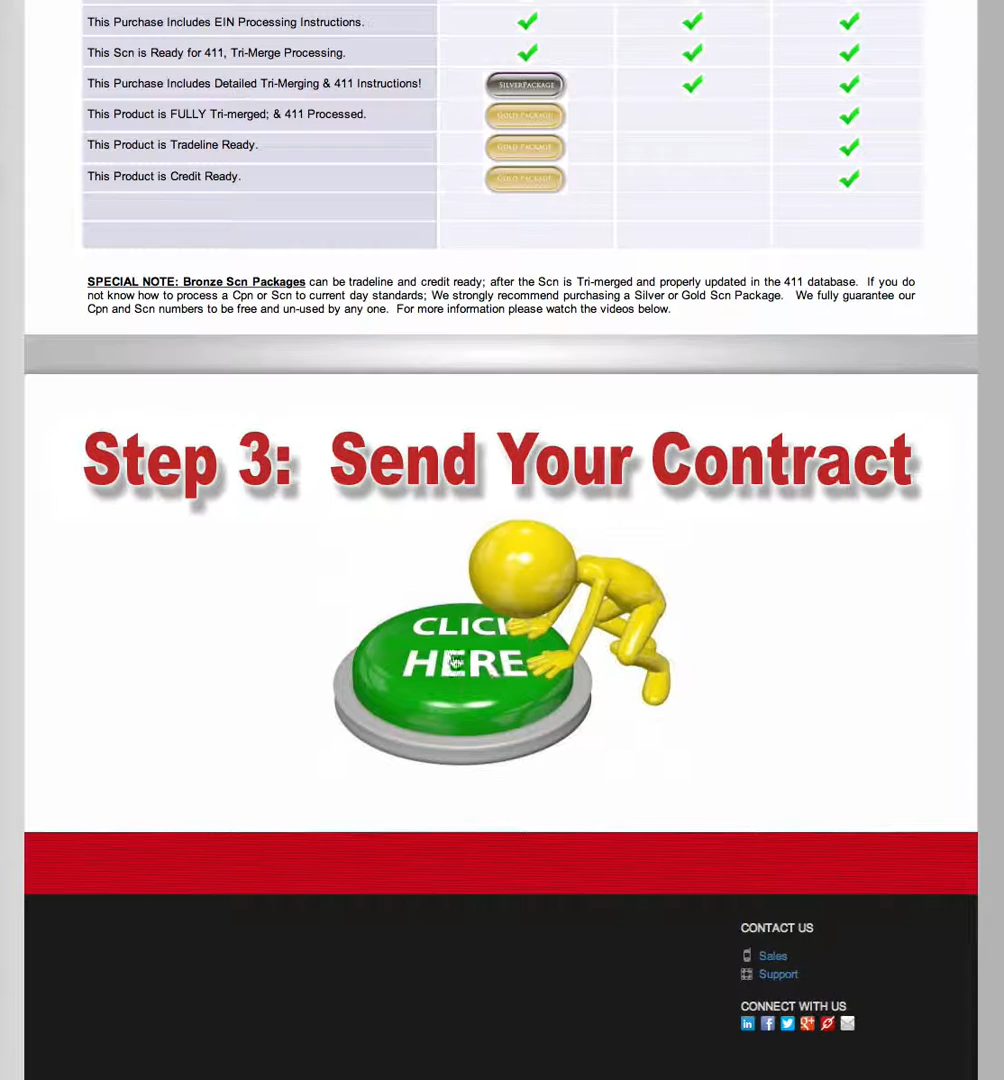 This Purchase Includes EIN Processing Instructions.
This Scn is Ready for 411, Tri-Merge Processing.
This Purchase Includes Detailed Tri-Merging & 411 Instructions!
SILVERPACKAGE
This Product is FULLY Tri-merged; & 411 Processed.
GOLD PACKAGE
This Product is Tradeline Ready.
GOLD PACKAGE
This Product is Credit Ready.
GOLD PACKAGE
SPECIAL NOTE: Bronze Scn Packages can be tradeline and credit ready; after the Scn is Tri-merged and properly updated in the 411 database. If you do
not know how to process a Cpn or Scn to current day standards; We strongly recommend purchasing a Silver or Gold Scn Package. We fully guarantee our
Cpn and Scn numbers to be free and un-used by any one. For more information please watch the videos below.
Step 3: Send Your Contract
CLICK
HERE
CONTACT US
Sales
Support
CONNECT WITH US